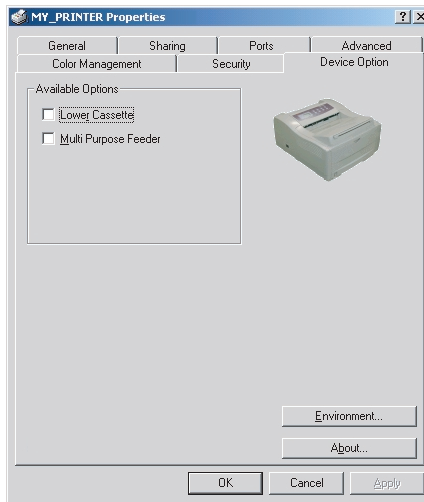 MY_PRINTER Properties
General Sharing Ports Advanced
Color Management Security Device Option
Available Options
Lower Cassette
Multi Purpose Feeder
Environment...
About...
OK Cancel Apply